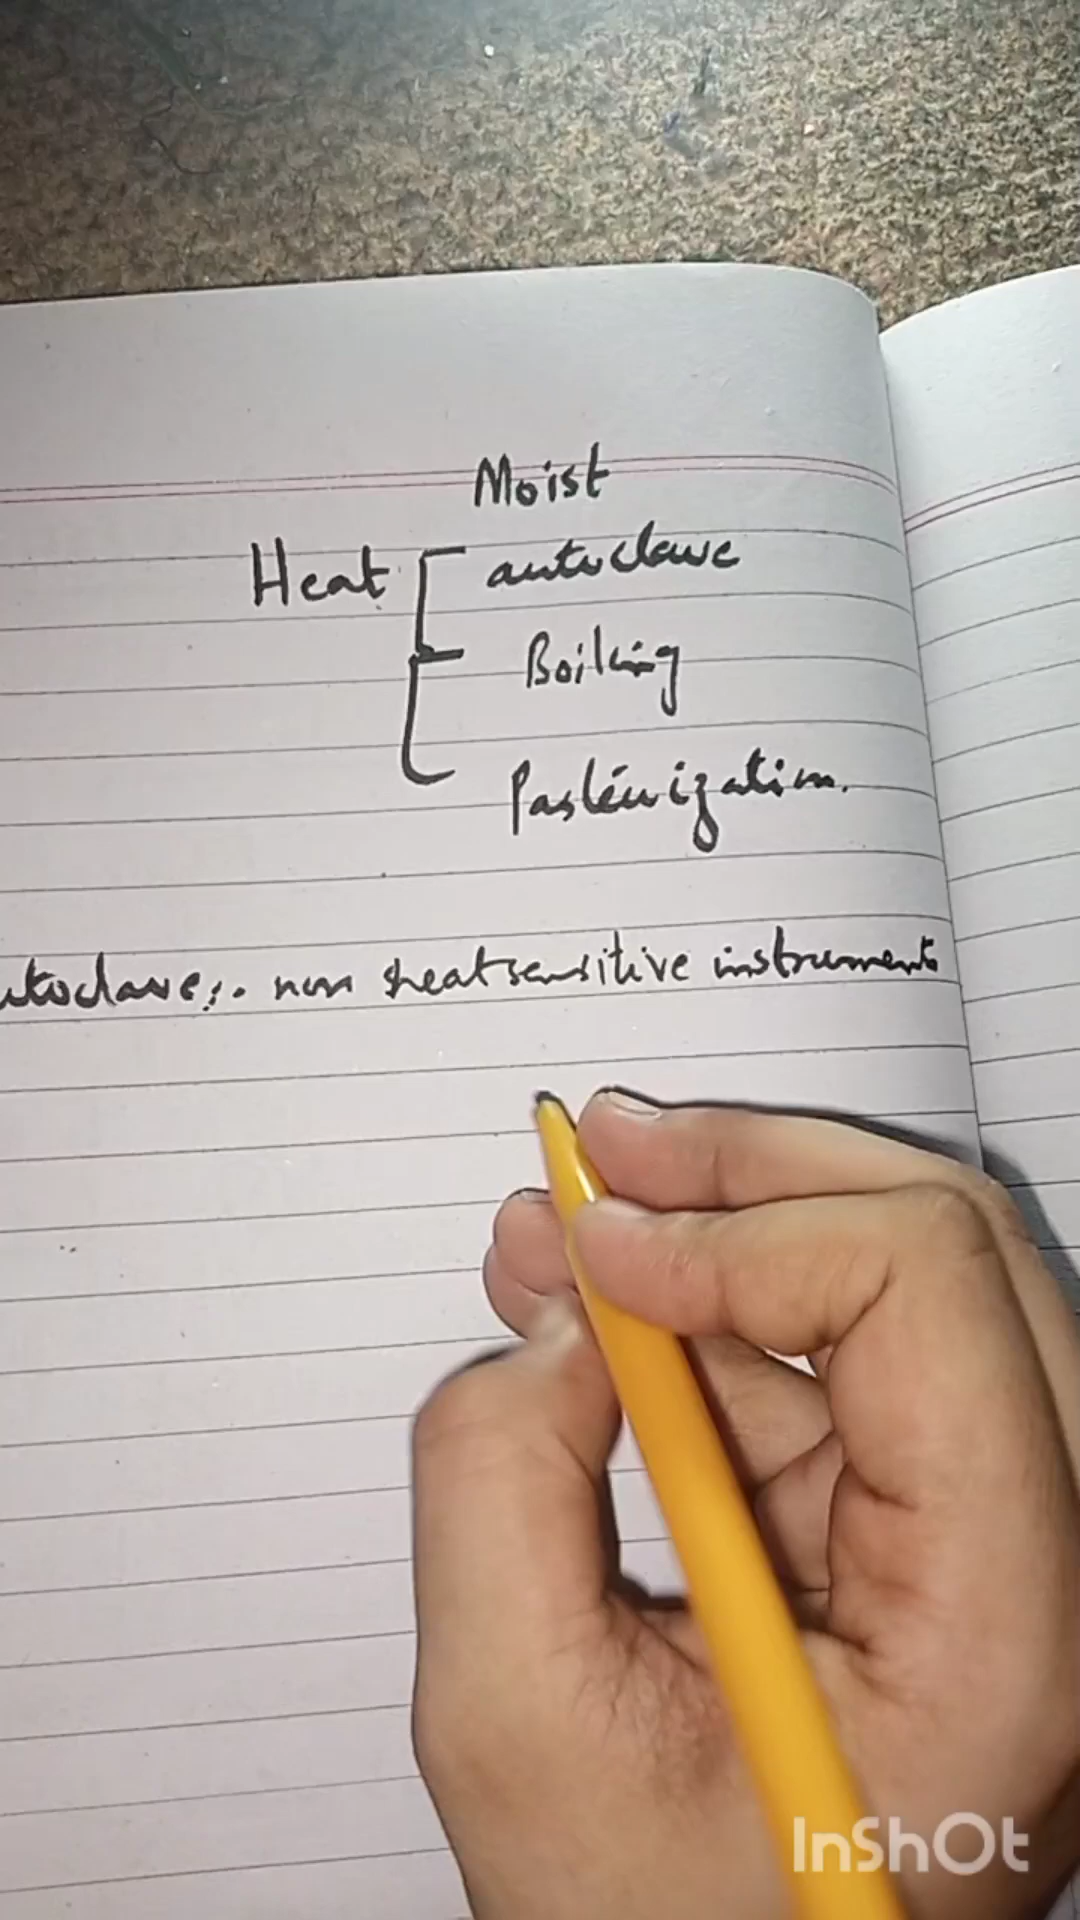 Moist
Heat autoclave
Boiling
Pasteurization.
utoclave:. non heatsensitive instruments
InShOt